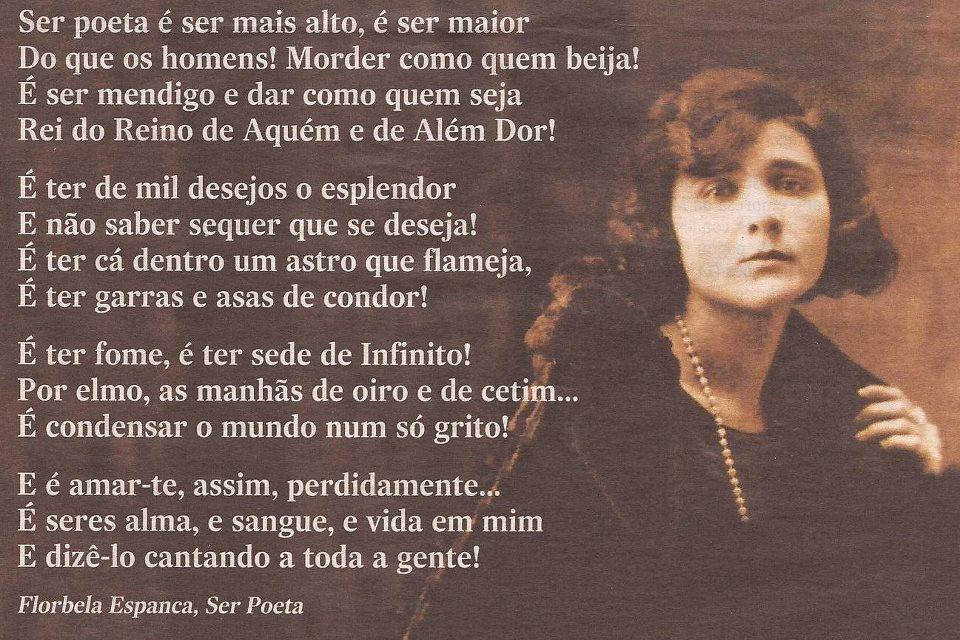 Ser poeta é ser mais alto, é ser maior
Do que os homens! Morder como quem beija!
É ser mendigo e dar como quem seja
Rei do Reino de Aquém e de Além Dor!
É ter de mil desejos o esplendor
E não saber sequer que se deseja!
É ter cá dentro um astro que flameja,
É ter garras e asas de condor!
É ter fome, é ter sede de Infinito!
Por elmo, as manhãs de oiro e de cetim...
É condensar o mundo num só grito!
E é amar-te, assim, perdidamente...
É seres alma, e sangue, e vida em mim
E dizê-lo cantando a toda a gente!
Florbela Espanca, Ser Poeta